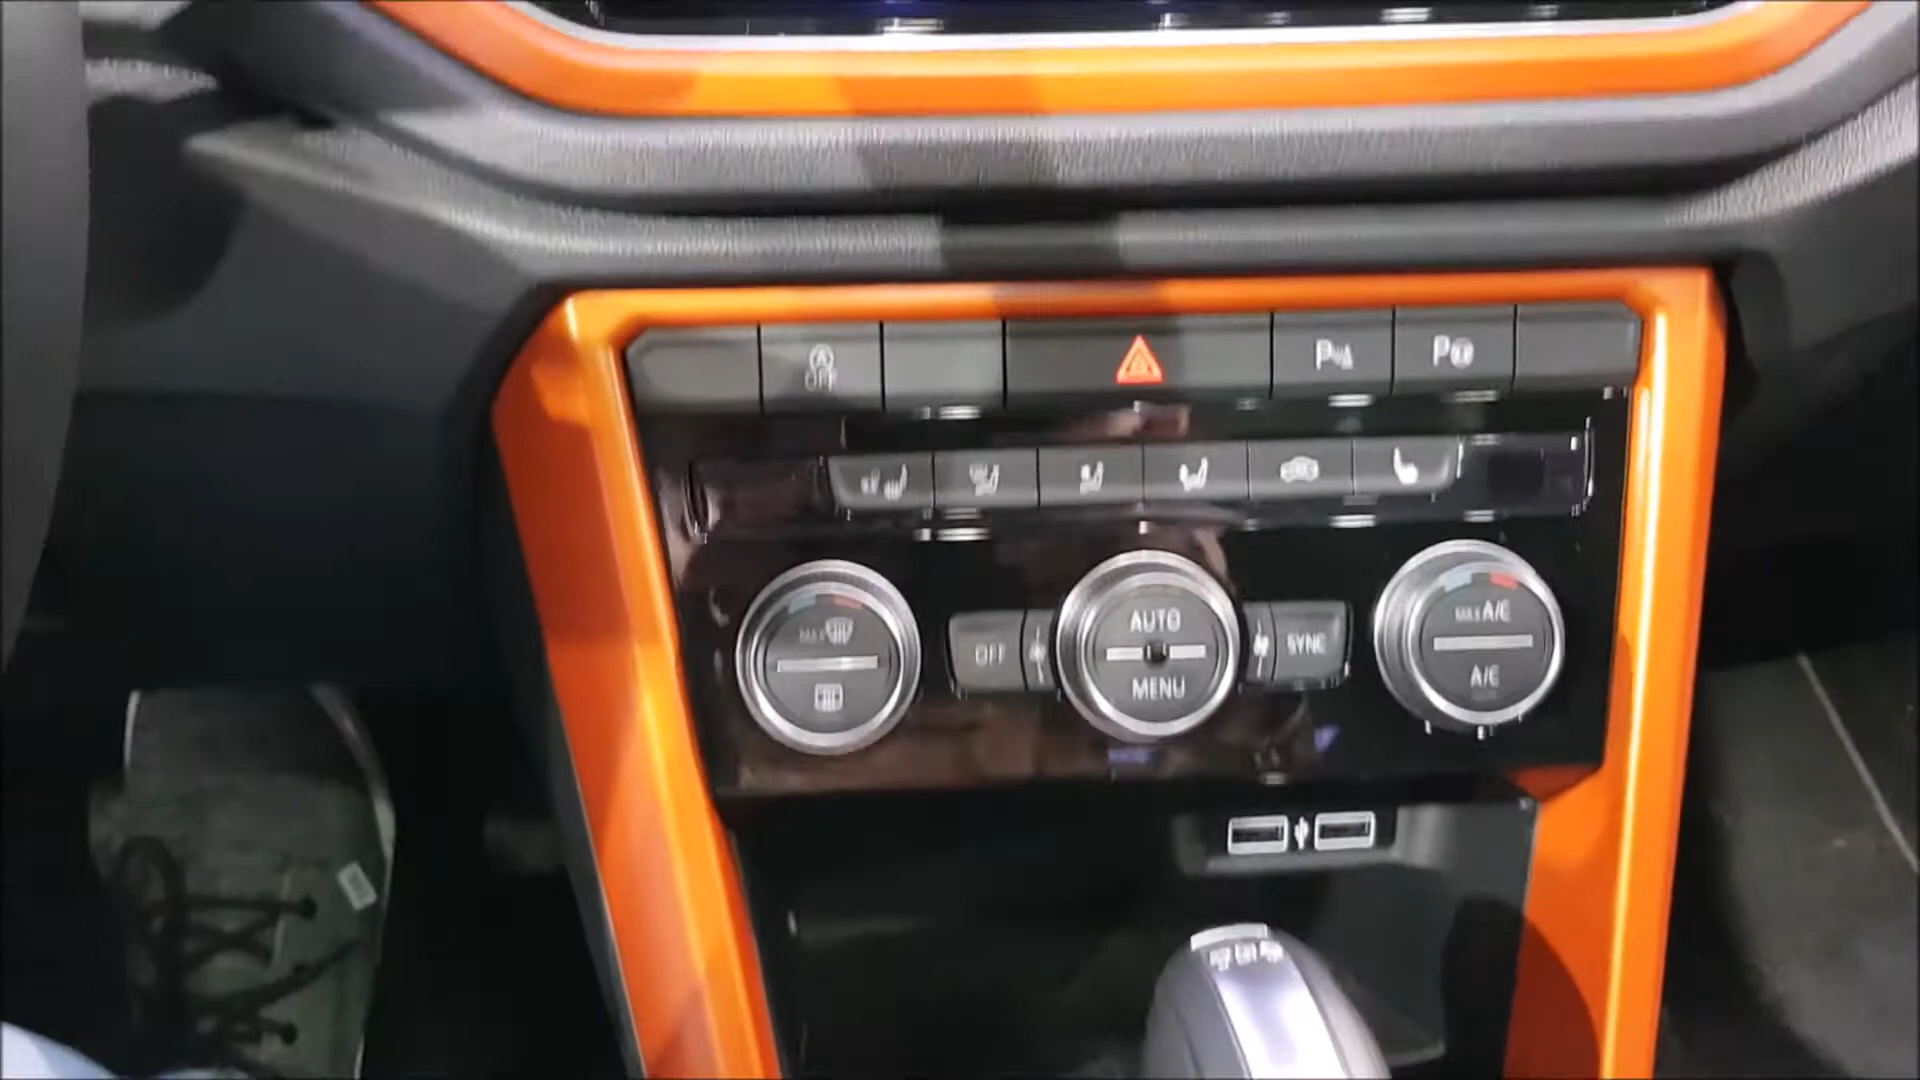 A
OFF
P
P
MAX
OFF
AUTO
MENU
SYNC
MAX A/C
A/C